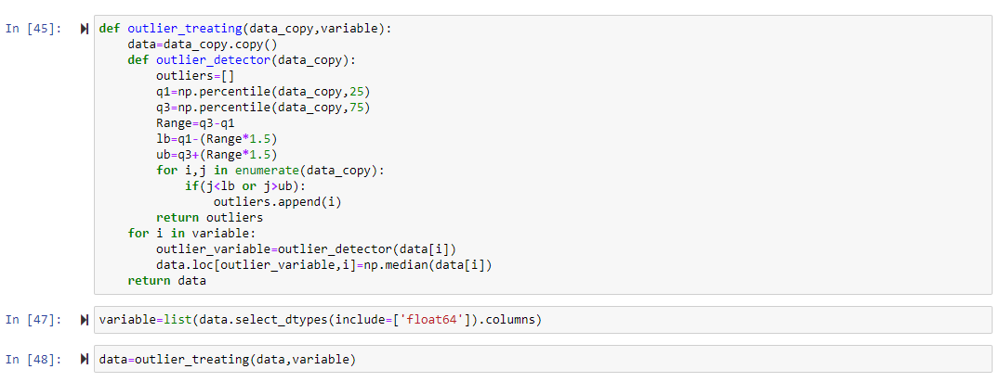 In [45]:
def outlier_treating(data_copy,variable):
    data=data_copy.copy()
    def outlier_detector(data_copy):
        outliers=[]
        q1=np.percentile(data_copy,25)
        q3=np.percentile(data_copy,75)
        Range=q3-q1
        lb=q1-(Range*1.5)
        ub=q3+(Range*1.5)
        for i,j in enumerate(data_copy):
            if(j<lb or j>ub):
                outliers.append(i)
        return outliers
    for i in variable:
        outlier_variable=outlier_detector(data[i])
        data.loc[outlier_variable,i]=np.median(data[i])
    return data
In [47]:
variable=list(data.select_dtypes(include=['float64']).columns)
In [48]:
data=outlier_treating(data,variable)